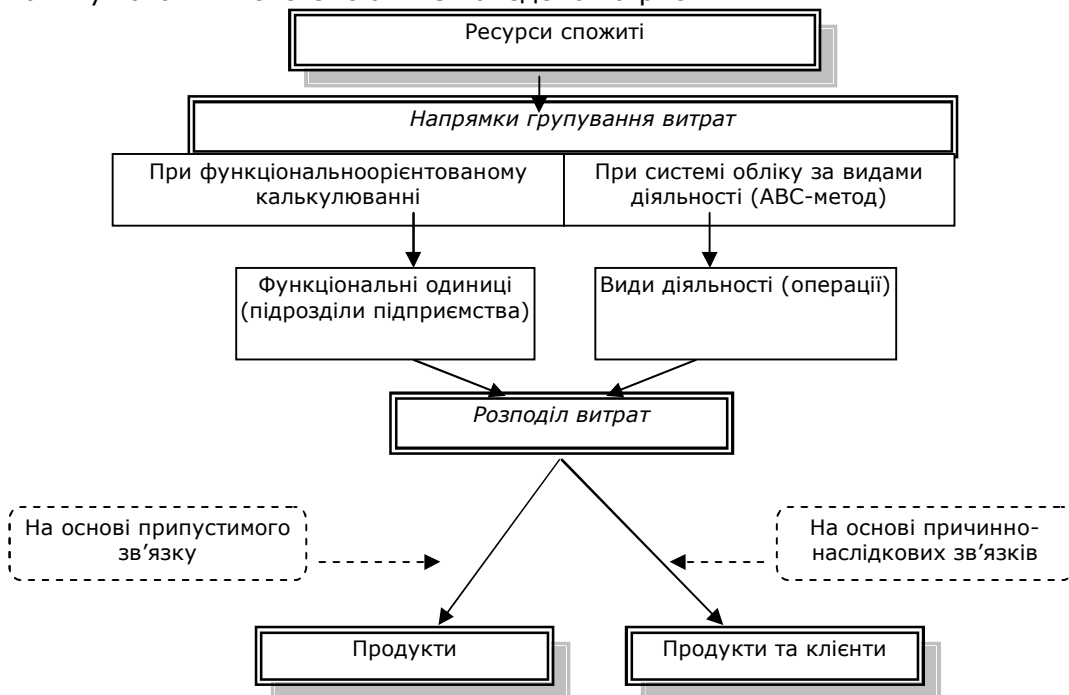 Ресурси спожиті
Напрямки групування витрат
При функціональноорієнтованому
калькулюванні
При системі обліку за видами
діяльності (АВС-метод)
Функціональні одиниці
(підрозділи підприємства)
Види діяльності (операції)
Розподіл витрат
На основі припустимого
зв’язку
На основі причинно-
наслідкових зв’язків
Продукти
Продукти та клієнти